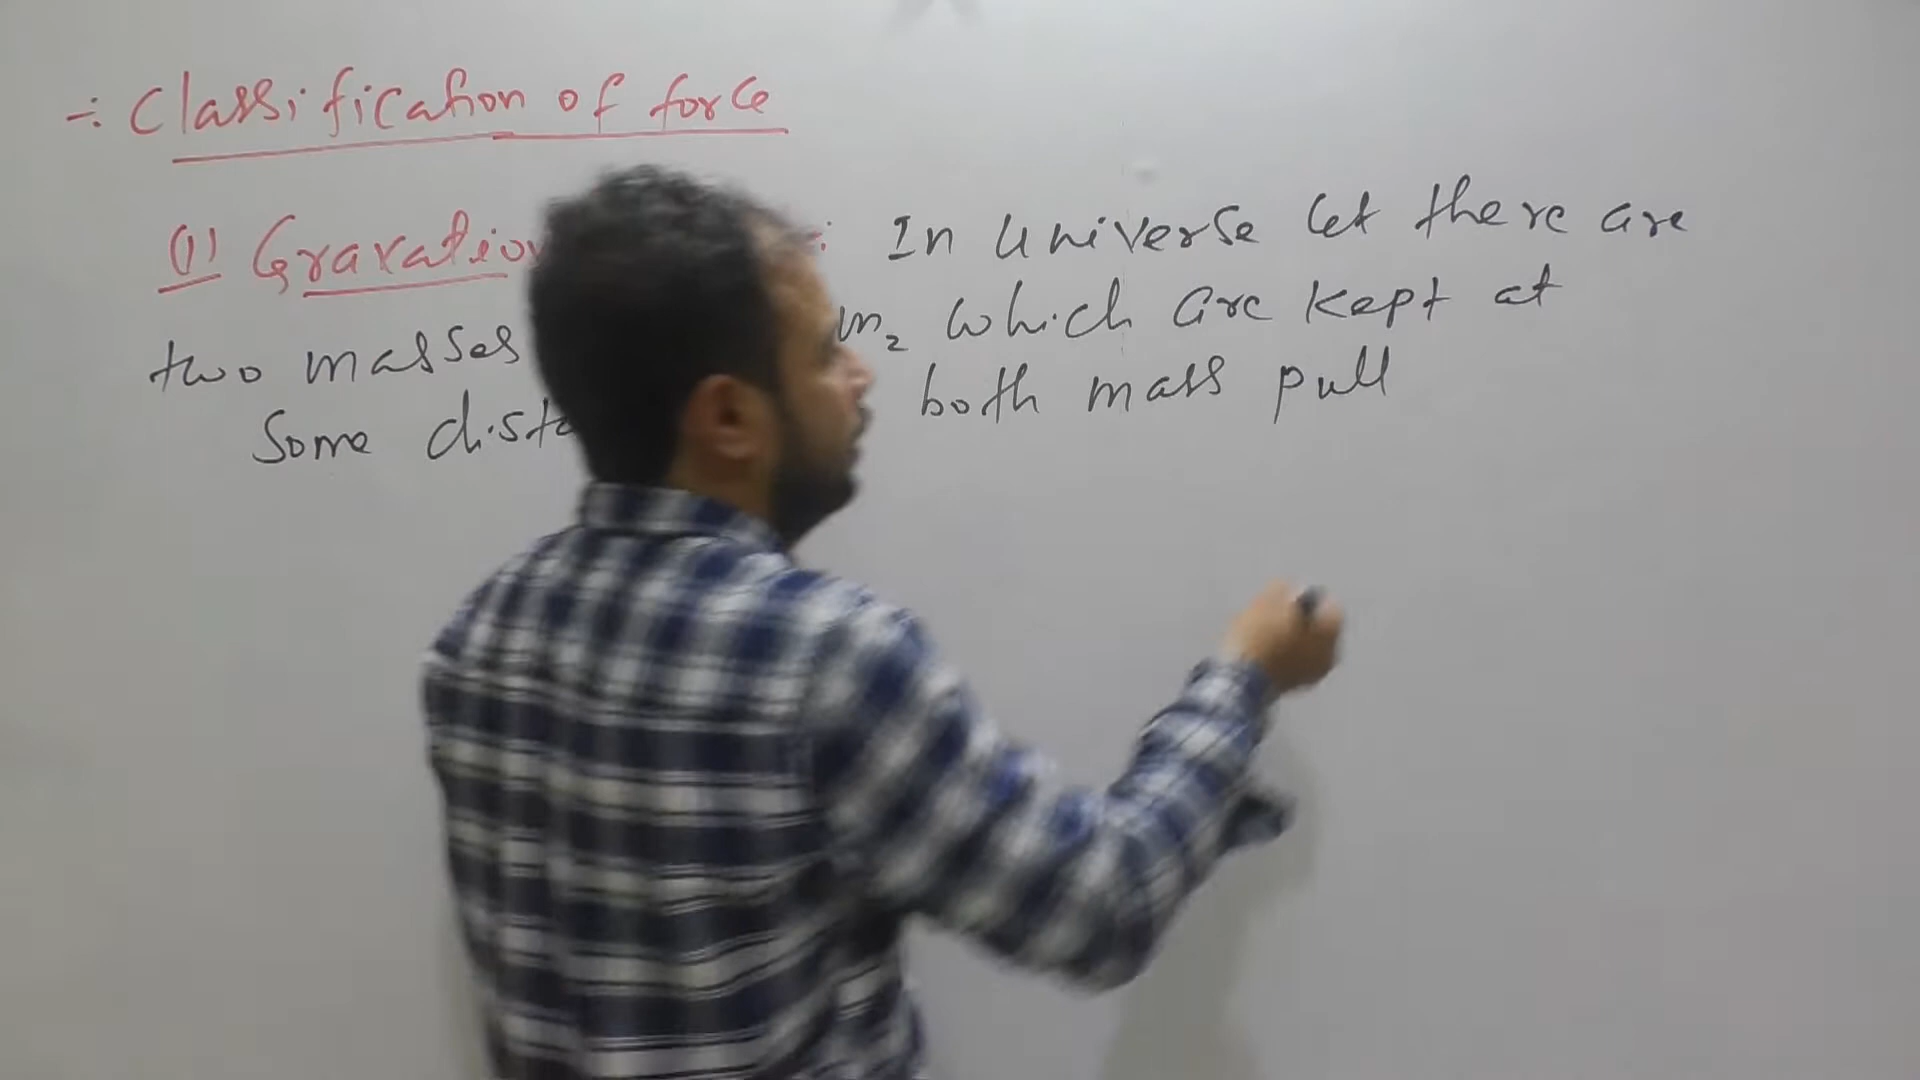 ÷ Classification of force
(1) Gravation :
In universe let there are
two masses m2 which are kept at
Some both mass pull